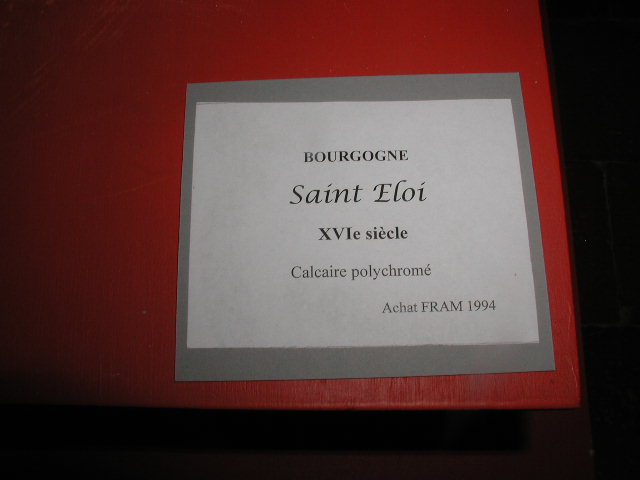 BOURGOGNE
Saint Eloi
XVIe siècle
Calcaire polychromé
Achat FRAM 1994